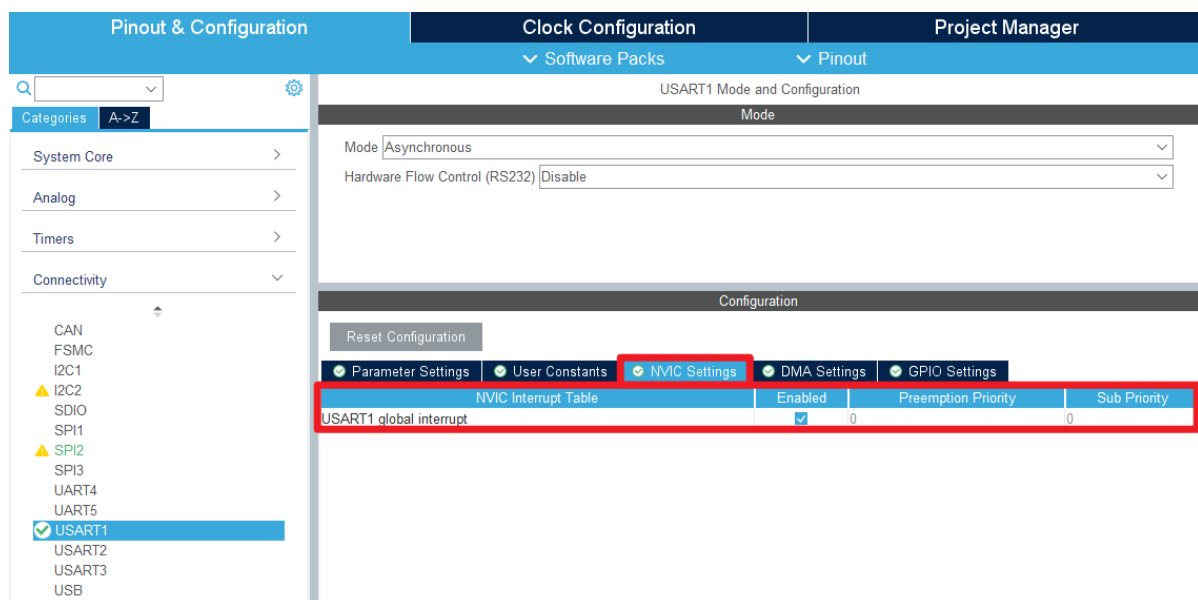 Pinout & Configuration
Clock Configuration
Project Manager
Software Packs
Pinout
Categories
A->Z
System Core
Analog
Timers
Connectivity
CAN
FSMC
I2C1
I2C2
SDIO
SPI1
SPI2
SPI3
UART4
UART5
USART1
USART2
USART3
USB
USART1 Mode and Configuration
Mode
Mode Asynchronous
Hardware Flow Control (RS232) Disable
Configuration
Reset Configuration
Parameter Settings
User Constants
NVIC Settings
DMA Settings
GPIO Settings
NVIC Interrupt Table Enabled Preemption Priority Sub Priority
USART1 global interrupt 0 0